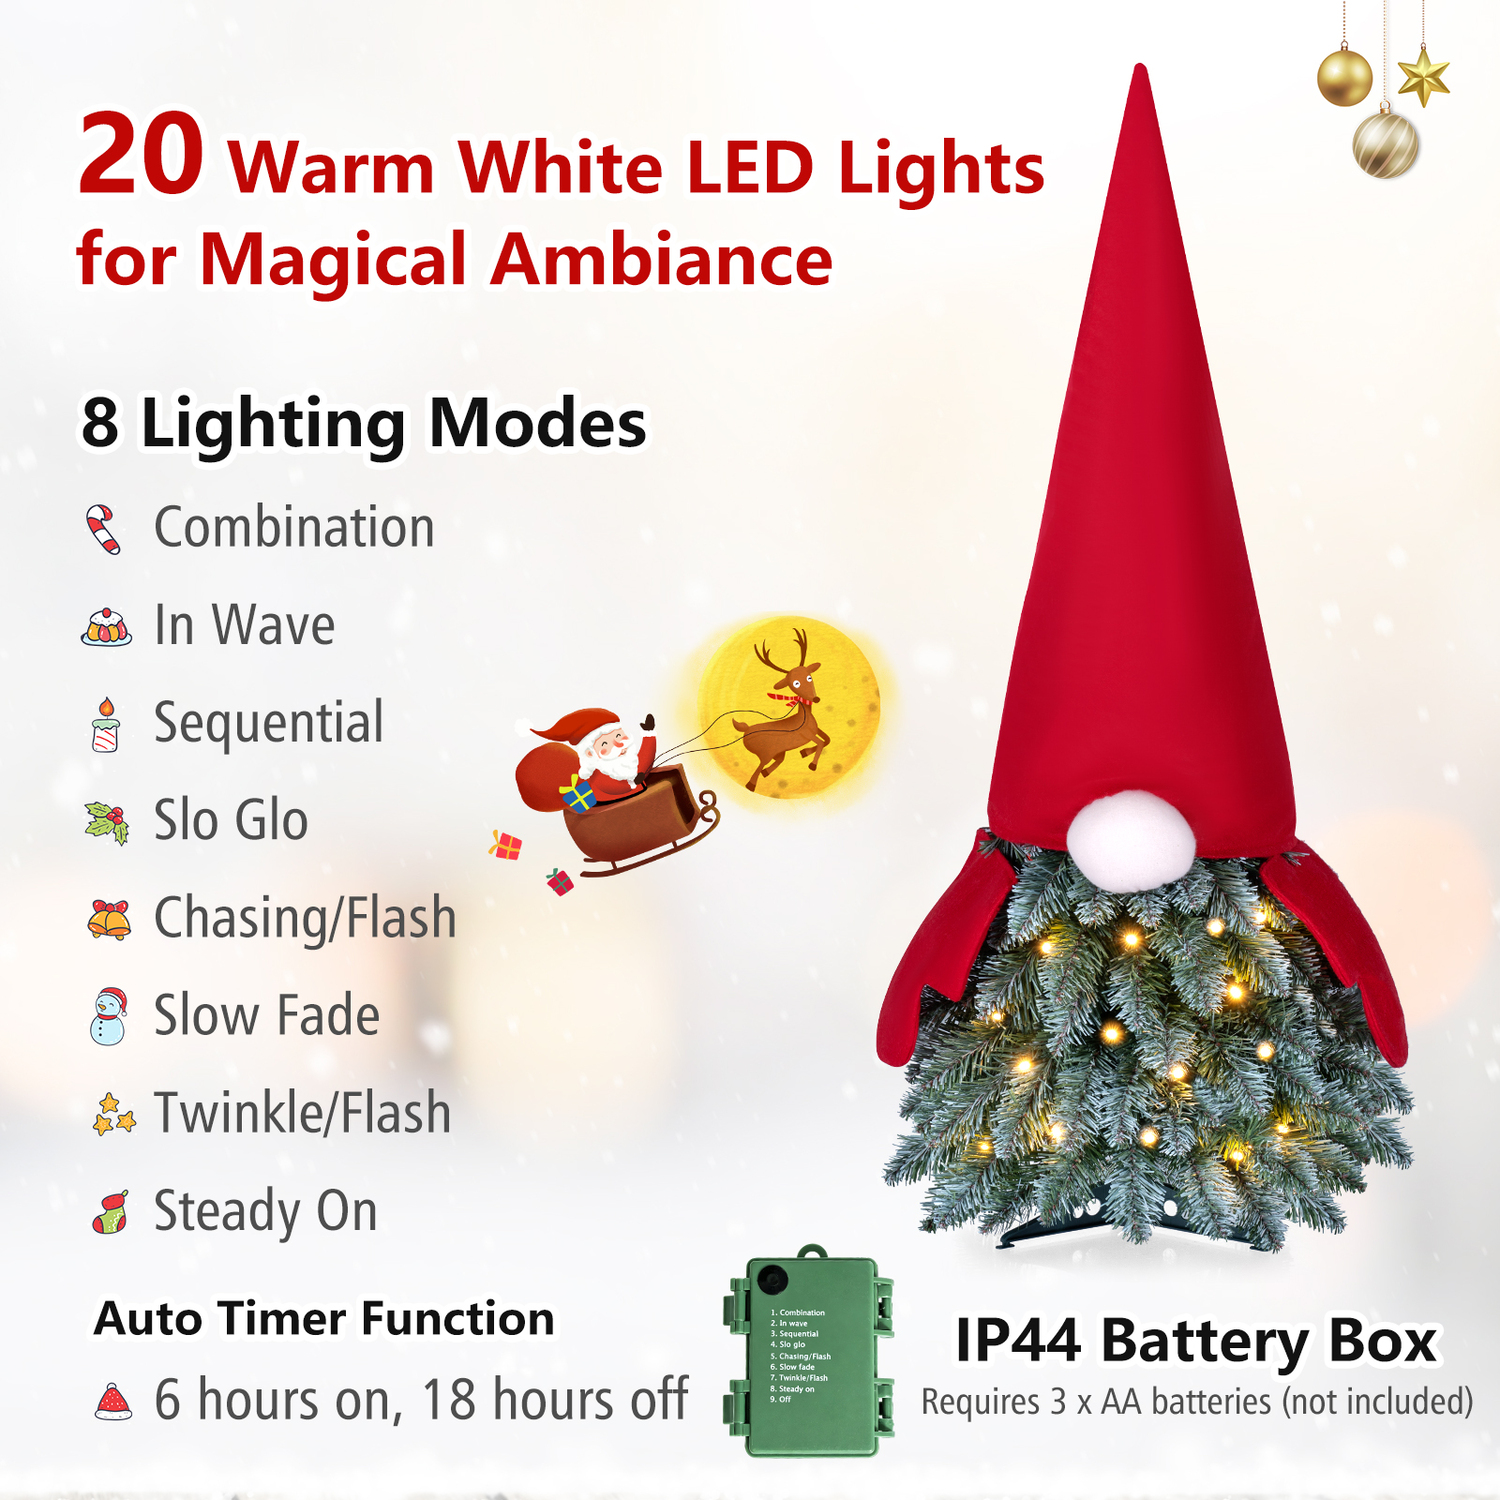 20 Warm White LED Lights
for Magical Ambiance
8 Lighting Modes
Combination
In Wave
Sequential
Slo Glo
Chasing/Flash
Slow Fade
Twinkle/Flash
Steady On
Auto Timer Function
6 hours on, 18 hours off
1. Combination
2. In wave
3. Sequential
4. Slo glo
5. Chasing/Flash
6. Slow fade
7. Twinkle/Flash
8. Steady on
9. Off
IP44 Battery Box
Requires 3 x AA batteries (not included)